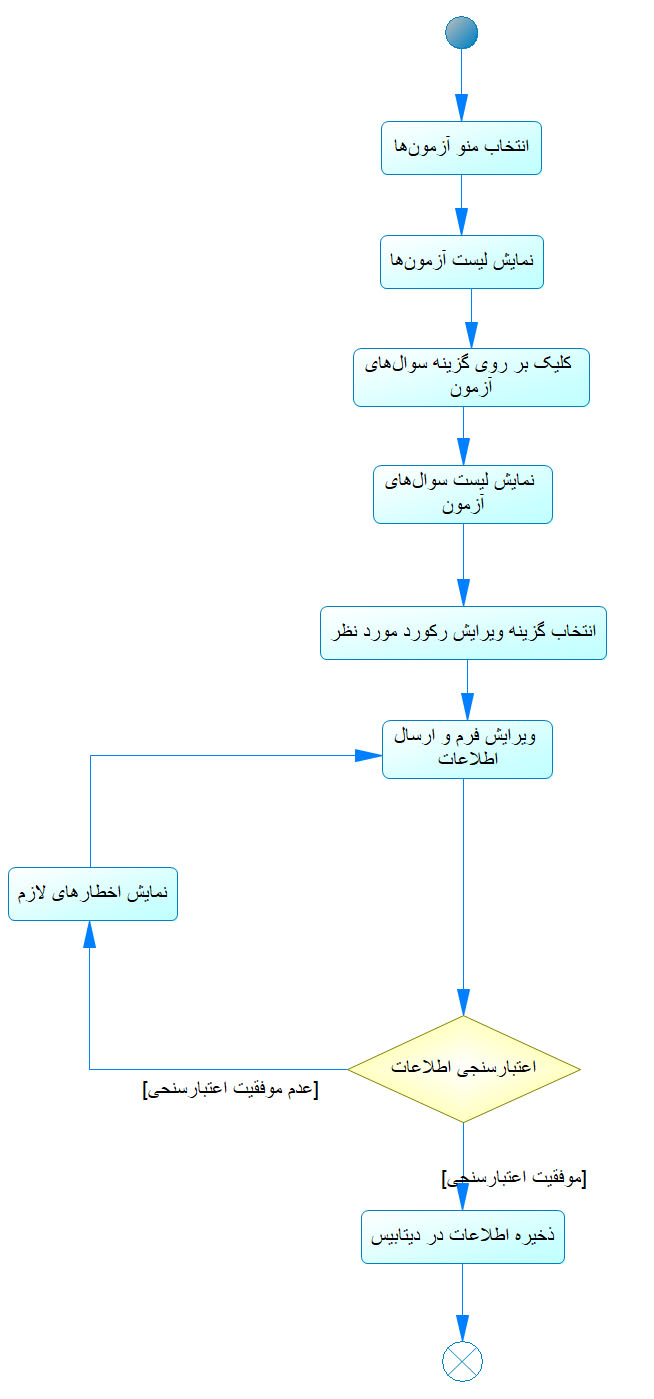 انتخاب منو آزمون‌ها
نمایش لیست آزمون‌ها
کلیک بر روی گزینه سوال‌های
آزمون
نمایش لیست سوال‌های
آزمون
انتخاب گزینه ویرایش رکورد مورد نظر
ویرایش فرم و ارسال
اطلاعات
نمایش اخطارهای لازم
اعتبارسنجی اطلاعات
[عدم موفقیت اعتبارسنجی]
[موفقیت اعتبارسنجی]
ذخیره اطلاعات در دیتابیس